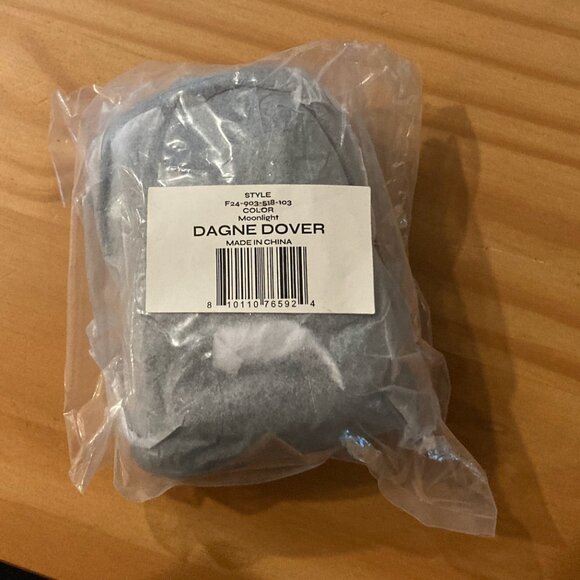 STYLE
F24-903-518-103
COLOR
Moonlight
DAGNE DOVER
MADE IN CHINA
8 10110 76592 4